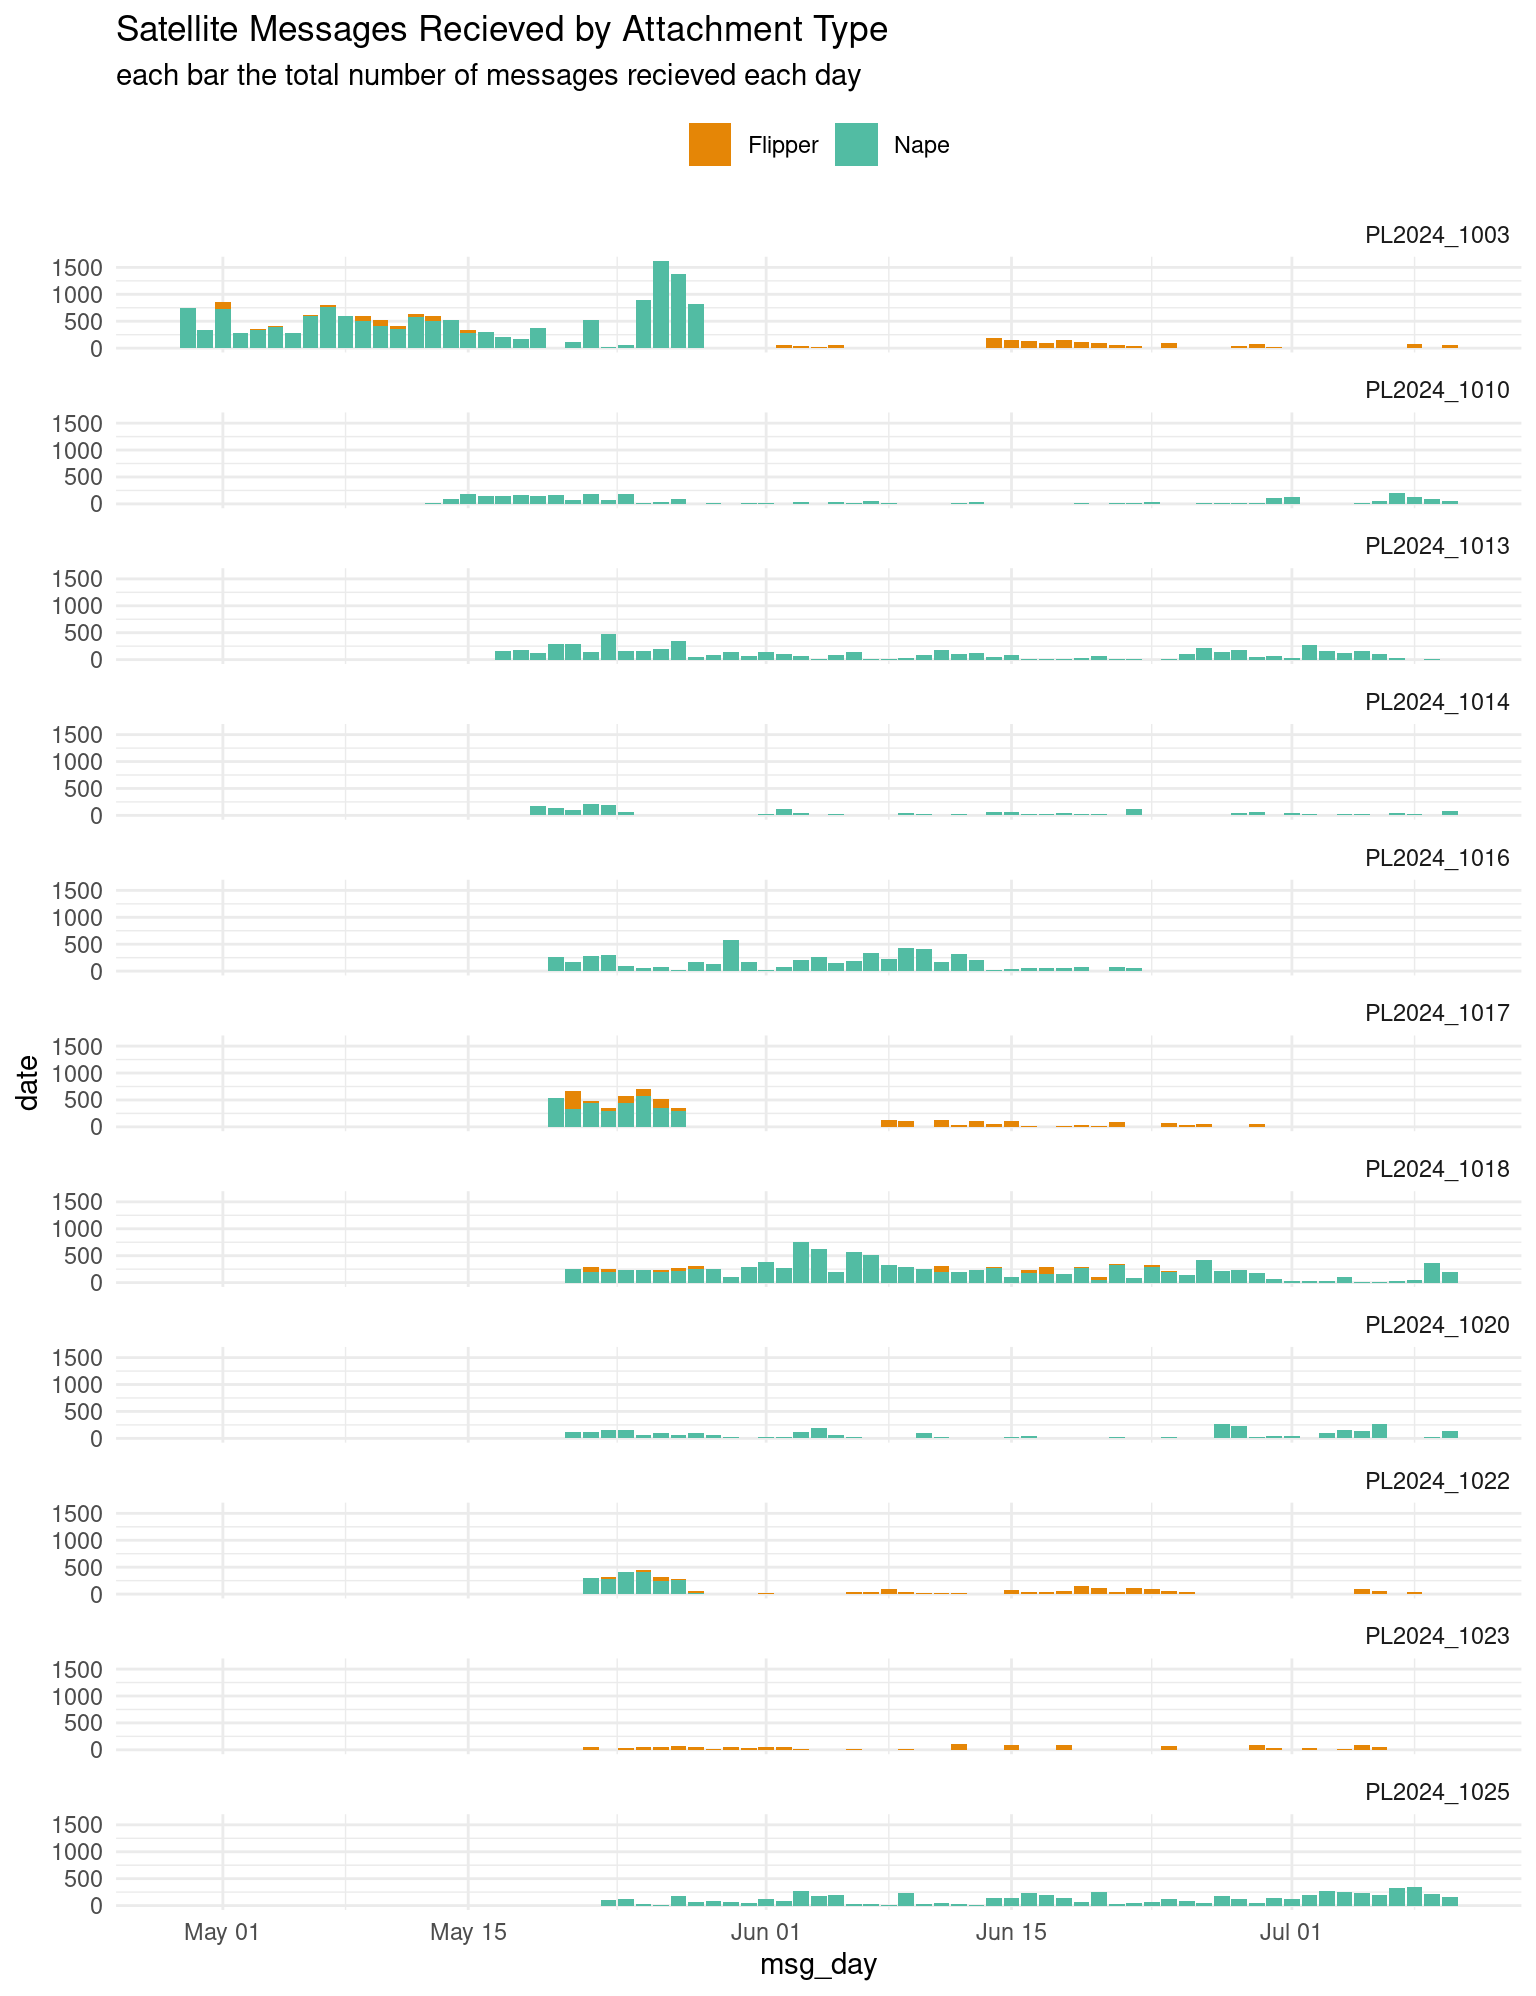 Satellite Messages Recieved by Attachment Type
each bar the total number of messages recieved each day
Flipper Nape
PL2024_1003
1500
1000
500
0
PL2024_1010
1500
1000
500
0
PL2024_1013
1500
1000
500
0
PL2024_1014
1500
1000
500
0
PL2024_1016
1500
1000
500
0
PL2024_1017
1500
1000
500
0
date
PL2024_1018
1500
1000
500
0
PL2024_1020
1500
1000
500
0
PL2024_1022
1500
1000
500
0
PL2024_1023
1500
1000
500
0
PL2024_1025
1500
1000
500
0
May 01 May 15 Jun 01 Jun 15 Jul 01
msg_day